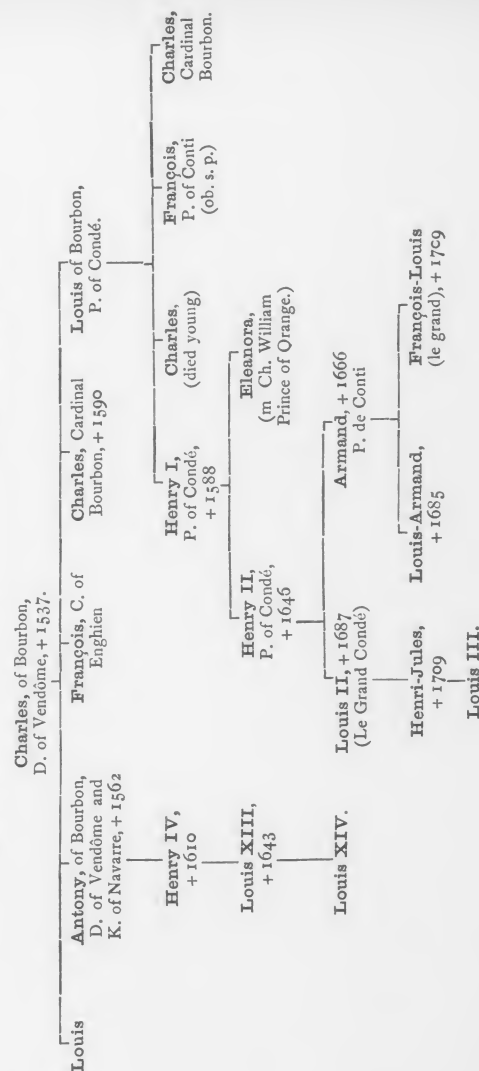 Charles, of Bourbon,
D. of Vendôme, + 1537.
Louis
Antony, of Bourbon,
D. of Vendôme and
K. of Navarre, + 1562
François, C. of
Enghien
Charles, Cardinal
Bourbon, + 1590
Louis of Bourbon,
P. of Condé.
Henry IV,
+ 1610
Henry I,
P. of Condé,
+ 1588
Charles,
(died young)
François,
P. of Conti
(ob. s. p.)
Charles,
Cardinal
Bourbon.
Louis XIII,
+ 1643
Henry II,
P. of Condé,
+ 1646
Eleanora,
(m Ch. William
Prince of Orange.)
Louis XIV.
Louis II, + 1687
(Le Grand Condé)
Armand, + 1666
P. de Conti
Henri-Jules,
+ 1709
Louis-Armand,
+ 1685
François-Louis
(le grand), + 1709
Louis III.